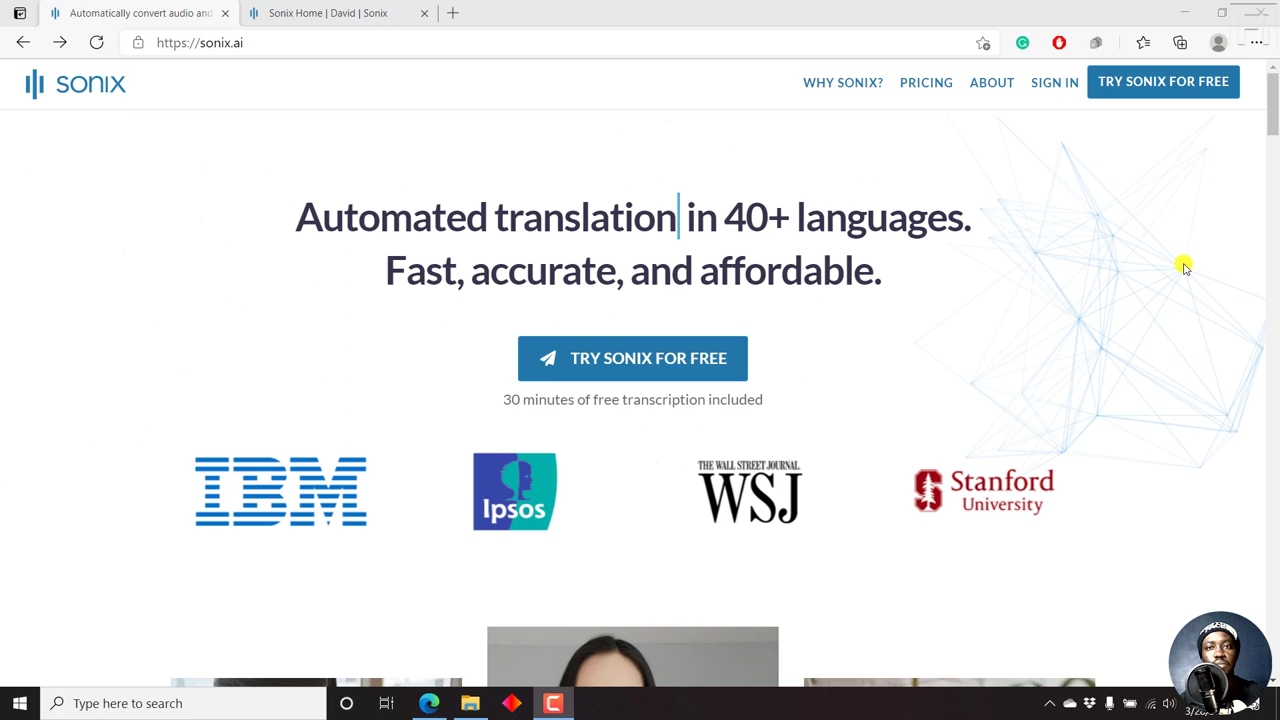 Automatically convert audio and
Sonix Home | David | Sonix
https://sonix.ai
sonix
WHY SONIX?
PRICING
ABOUT
SIGN IN
TRY SONIX FOR FREE
Automated translation in 40+ languages.
Fast, accurate, and affordable.
TRY SONIX FOR FREE
30 minutes of free transcription included
IBM
Ipsos
THE WALL STREET JOURNAL.
WSJ
Stanford
University
Type here to search